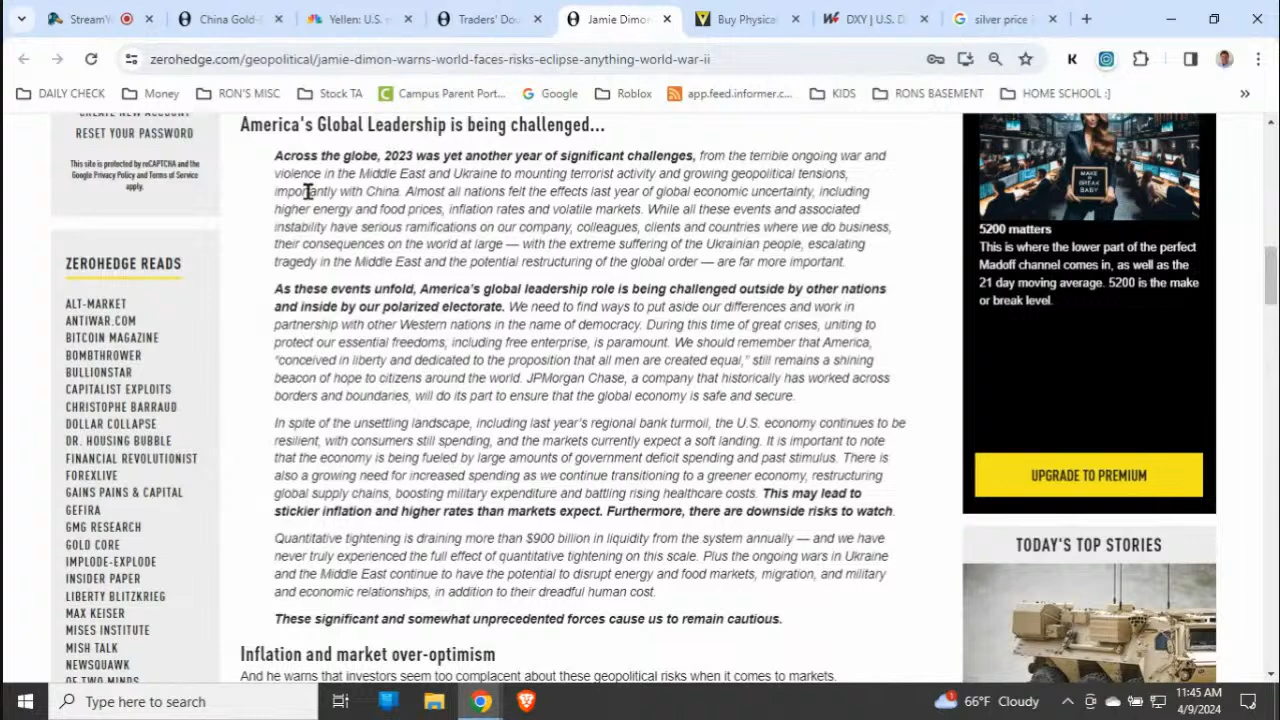 StreamY
China Gold-
Yellen: U.S.
Traders' Dou
Jamie Dimo
Buy Physica
DXY | U.S. D
silver price
zerohedge.com/geopolitical/jamie-dimon-warns-world-faces-risks-eclipse-anything-world-war-ii
DAILY CHECK
Money
RON'S MISC
Stock TA
Campus Parent Port...
Google
Roblox
app.feed.informer.c...
KIDS
RONS BASEMENT
HOME SCHOOL :]
CREATE NEW ACCOUNT
RESET YOUR PASSWORD
This site is protected by reCAPTCHA and the
Google Privacy Policy and Terms of Service
apply.
ZEROHEDGE READS
ALT-MARKET
ANTIWAR.COM
BITCOIN MAGAZINE
BOMBTHROWER
BULLIONSTAR
CAPITALIST EXPLOITS
CHRISTOPHE BARRAUD
DOLLAR COLLAPSE
DR. HOUSING BUBBLE
FINANCIAL REVOLUTIONIST
FOREXLIVE
GAINS PAINS & CAPITAL
GEFIRA
GMG RESEARCH
GOLD CORE
IMPLODE-EXPLODE
INSIDER PAPER
LIBERTY BLITZKRIEG
MAX KEISER
MISES INSTITUTE
MISH TALK
NEWSQUAWK
OF TWO MINDS
America's Global Leadership is being challenged...
Across the globe, 2023 was yet another year of significant challenges, from the terrible ongoing war and
violence in the Middle East and Ukraine to mounting terrorist activity and growing geopolitical tensions,
importantly with China. Almost all nations felt the effects last year of global economic uncertainty, including
higher energy and food prices, inflation rates and volatile markets. While all these events and associated
instability have serious ramifications on our company, colleagues, clients and countries where we do business,
their consequences on the world at large — with the extreme suffering of the Ukrainian people, escalating
tragedy in the Middle East and the potential restructuring of the global order — are far more important.
As these events unfold, America's global leadership role is being challenged outside by other nations
and inside by our polarized electorate. We need to find ways to put aside our differences and work in
partnership with other Western nations in the name of democracy. During this time of great crises, uniting to
protect our essential freedoms, including free enterprise, is paramount. We should remember that America,
"conceived in liberty and dedicated to the proposition that all men are created equal," still remains a shining
beacon of hope to citizens around the world. JPMorgan Chase, a company that historically has worked across
borders and boundaries, will do its part to ensure that the global economy is safe and secure.
In spite of the unsettling landscape, including last year's regional bank turmoil, the U.S. economy continues to be
resilient, with consumers still spending, and the markets currently expect a soft landing. It is important to note
that the economy is being fueled by large amounts of government deficit spending and past stimulus. There is
also a growing need for increased spending as we continue transitioning to a greener economy, restructuring
global supply chains, boosting military expenditure and battling rising healthcare costs. This may lead to
stickier inflation and higher rates than markets expect. Furthermore, there are downside risks to watch.
Quantitative tightening is draining more than $900 billion in liquidity from the system annually — and we have
never truly experienced the full effect of quantitative tightening on this scale. Plus the ongoing wars in Ukraine
and the Middle East continue to have the potential to disrupt energy and food markets, migration, and military
and economic relationships, in addition to their dreadful human cost.
These significant and somewhat unprecedented forces cause us to remain cautious.
Inflation and market over-optimism
And he warns that investors seem too complacent about these geopolitical risks when it comes to markets.
MAKE OR
BREAK
BABY
5200 matters
This is where the lower part of the perfect
Madoff channel comes in, as well as the
21 day moving average. 5200 is the make
or break level.
UPGRADE TO PREMIUM
TODAY'S TOP STORIES
Type here to search
66°F Cloudy
11:45 AM
4/9/2024